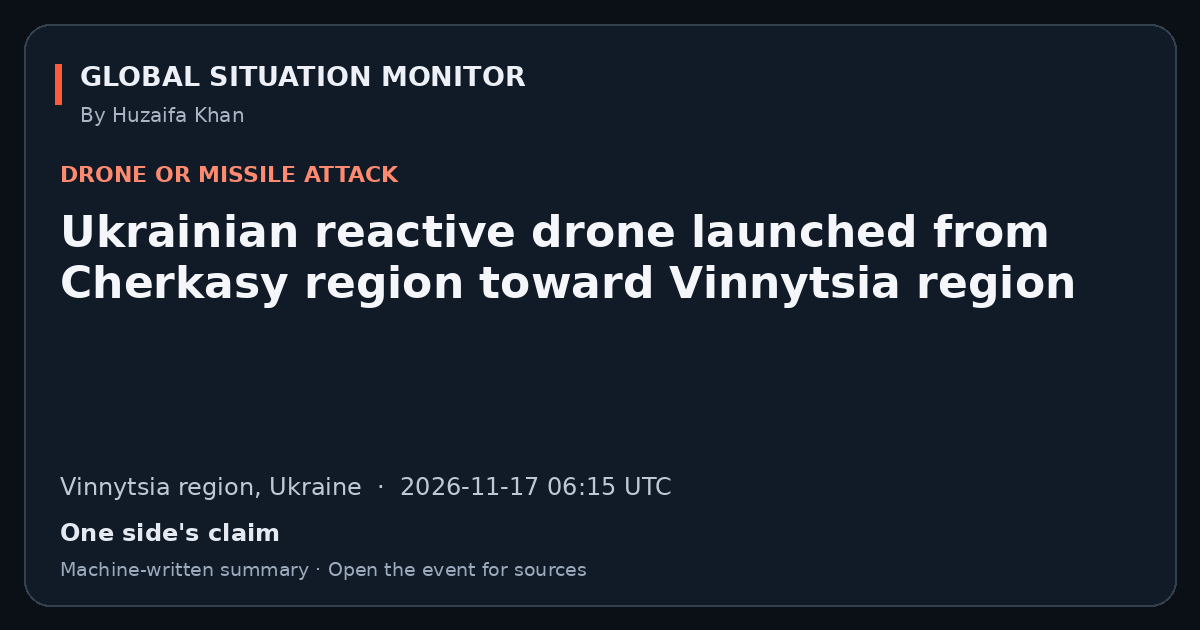 GLOBAL SITUATION MONITOR
By Huzaifa Khan
DRONE OR MISSILE ATTACK
Ukrainian reactive drone launched from
Cherkasy region toward Vinnytsia region
Vinnytsia region, Ukraine · 2026-11-17 06:15 UTC
One side's claim
Machine-written summary · Open the event for sources